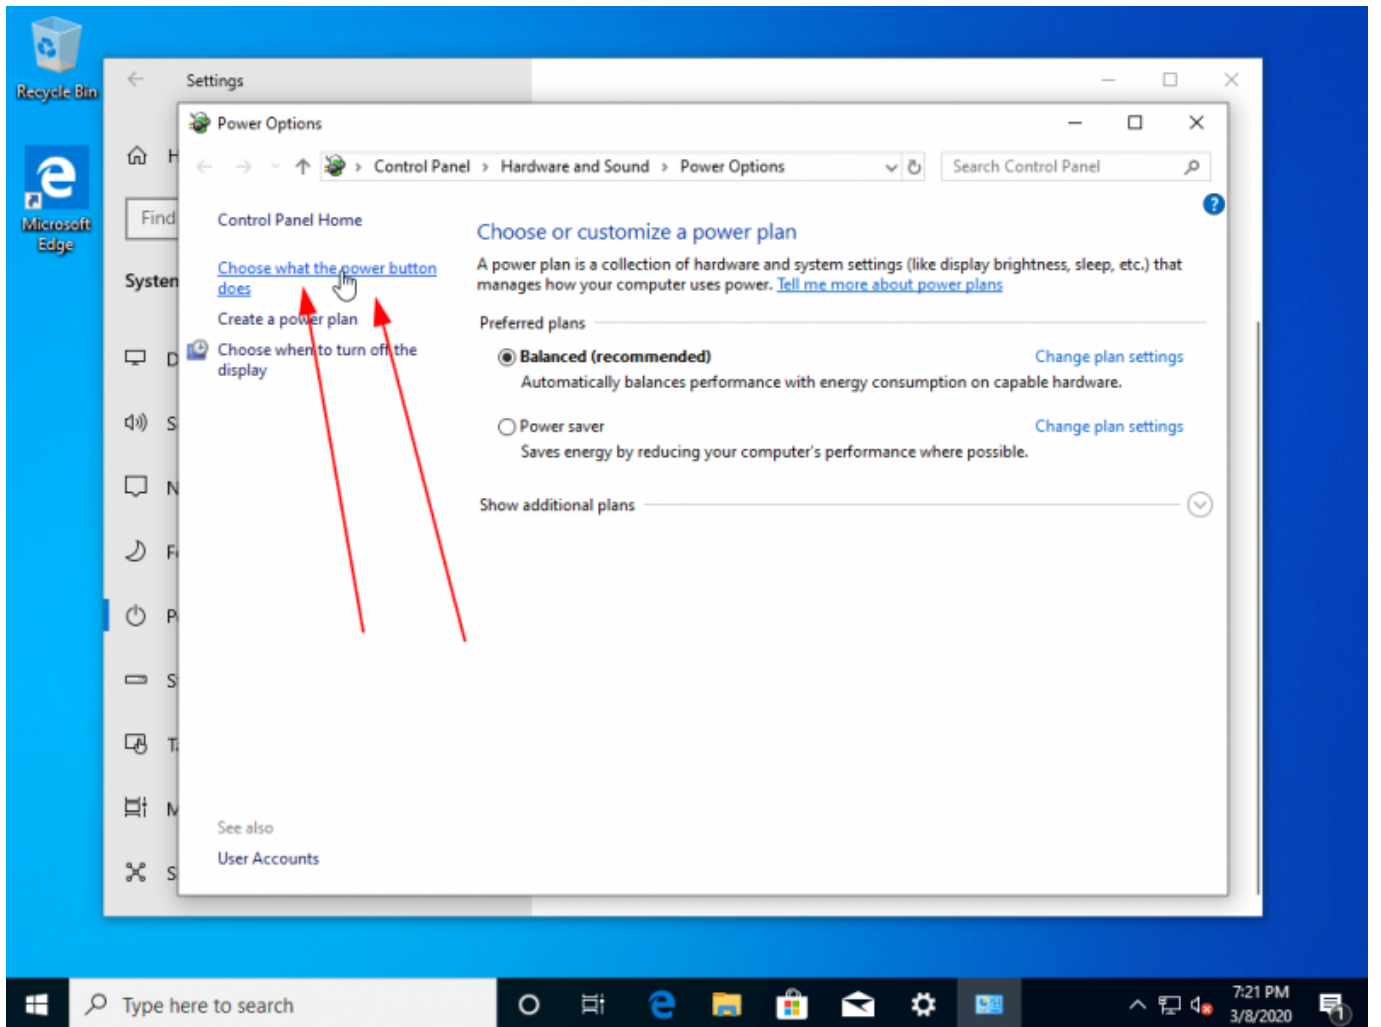 Recycle Bin
Microsoft
Edge
Settings
Power Options
Control Panel
Hardware and Sound
Power Options
Search Control Panel
H
Find
System
D
S
N
P
S
T
M
S
Control Panel Home
Choose what the power button
does
Create a power plan
Choose when to turn off the
display
Choose or customize a power plan
A power plan is a collection of hardware and system settings (like display brightness, sleep, etc.) that
manages how your computer uses power. Tell me more about power plans
Preferred plans
Balanced (recommended)
Change plan settings
Automatically balances performance with energy consumption on capable hardware.
Power saver
Change plan settings
Saves energy by reducing your computer's performance where possible.
Show additional plans
See also
User Accounts
Type here to search
7:21 PM
3/8/2020
1